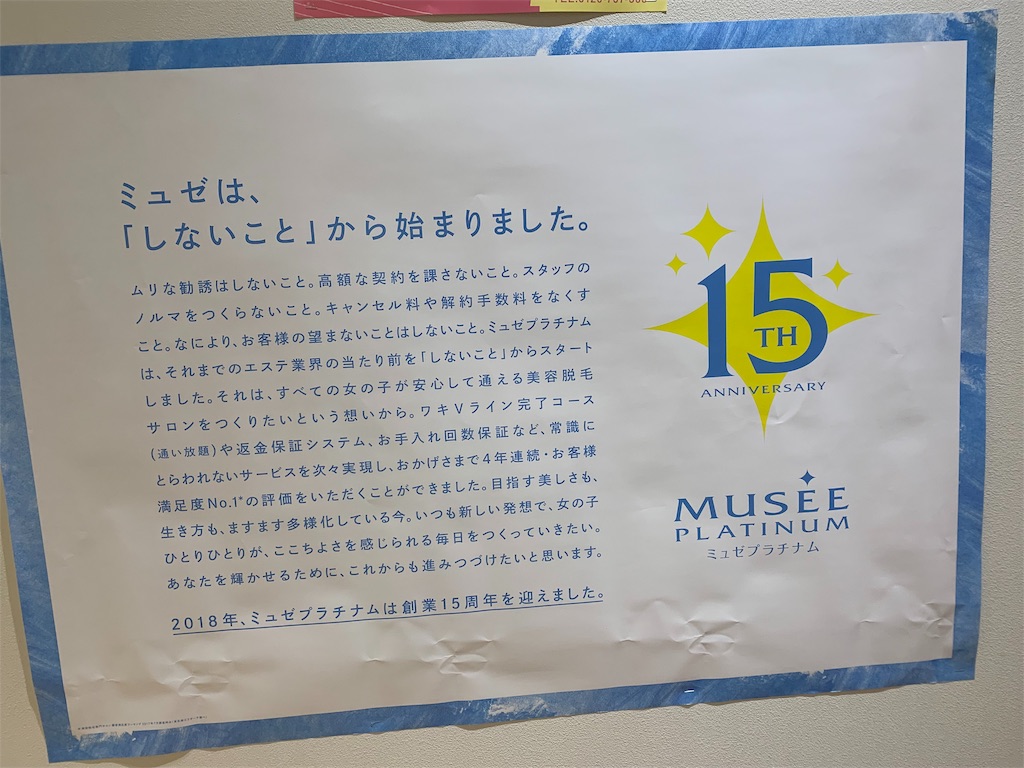 ミュゼは、
「しないこと」から始まりました。
ムリな勧誘はしないこと。高額な契約を課さないこと。スタッフの
ノルマをつくらないこと。キャンセル料や解約手数料をなくす
こと。なにより、お客様の望まないことはしないこと。ミュゼプラチナム
は、それまでのエステ業界の当たり前を「しないこと」からスタート
しました。それは、すべての女の子が安心して通える美容脱毛
サロンをつくりたいという想いから。ワキVライン完了コース
(通い放題)や返金保証システム、お手入れ回数保証など、常識に
とらわれないサービスを次々実現し、おかげさまで4年連続・お客様
満足度No.1*の評価をいただくことができました。目指す美しさも、
生き方も、ますます多様化している今。いつも新しい発想で、女の子
ひとりひとりが、ここちよさを感じられる毎日をつくっていきたい。
あなたを輝かせるために、これからも進みつづけたいと思います。
2018年、ミュゼプラチナムは創業15周年を迎えました。
15TH
ANNIVERSARY
MUSÉE
PLATINUM
ミュゼプラチナム